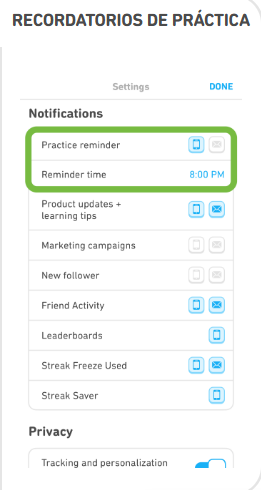 RECORDATORIOS DE PRÁCTICA
Settings
DONE
Notifications
Practice reminder
Reminder time
8:00 PM
Product updates +
learning tips
Marketing campaigns
New follower
Friend Activity
Leaderboards
Streak Freeze Used
Streak Saver
Privacy
Tracking and personalization